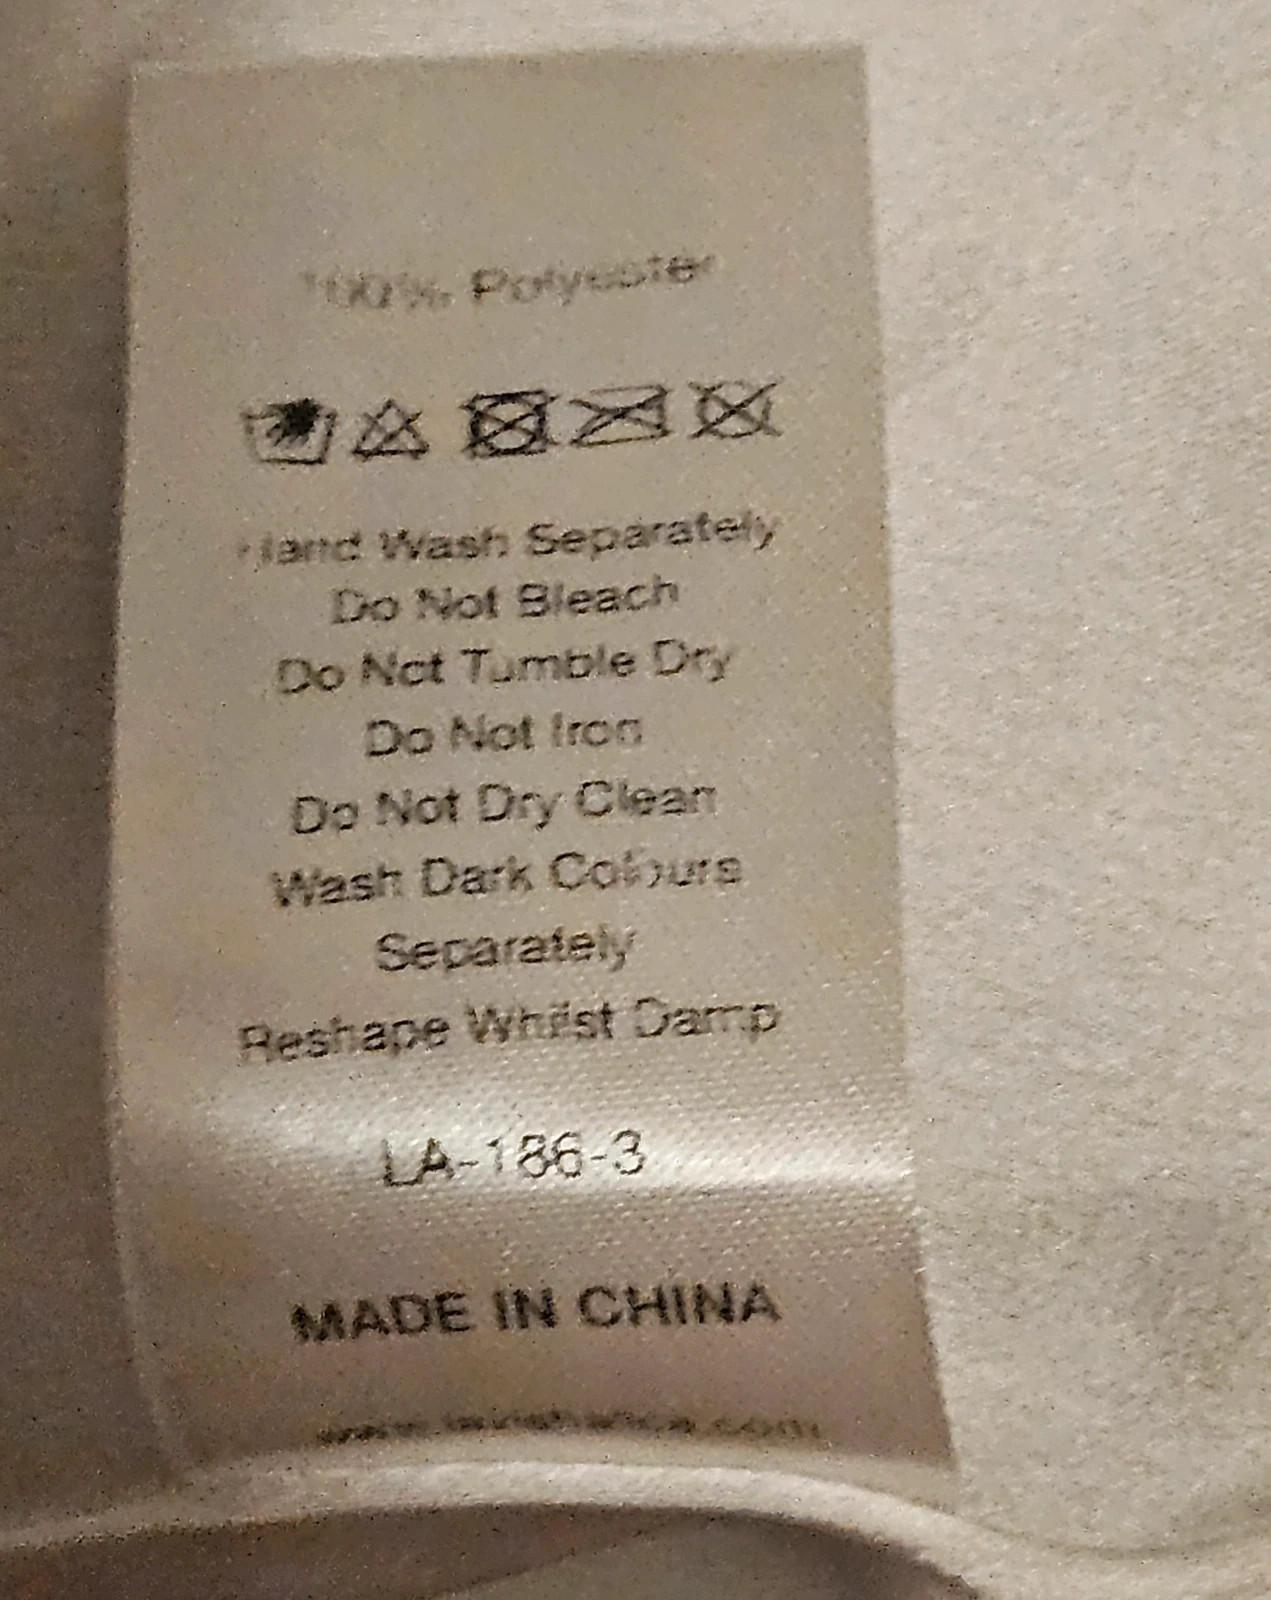 100% Polyester
Hand Wash Separately
Do Not Bleach
Do Not Tumble Dry
Do Not Iron
Do Not Dry Clean
Wash Dark Colours
Separately
Reshape Whilst Damp
LA-186-3
MADE IN CHINA